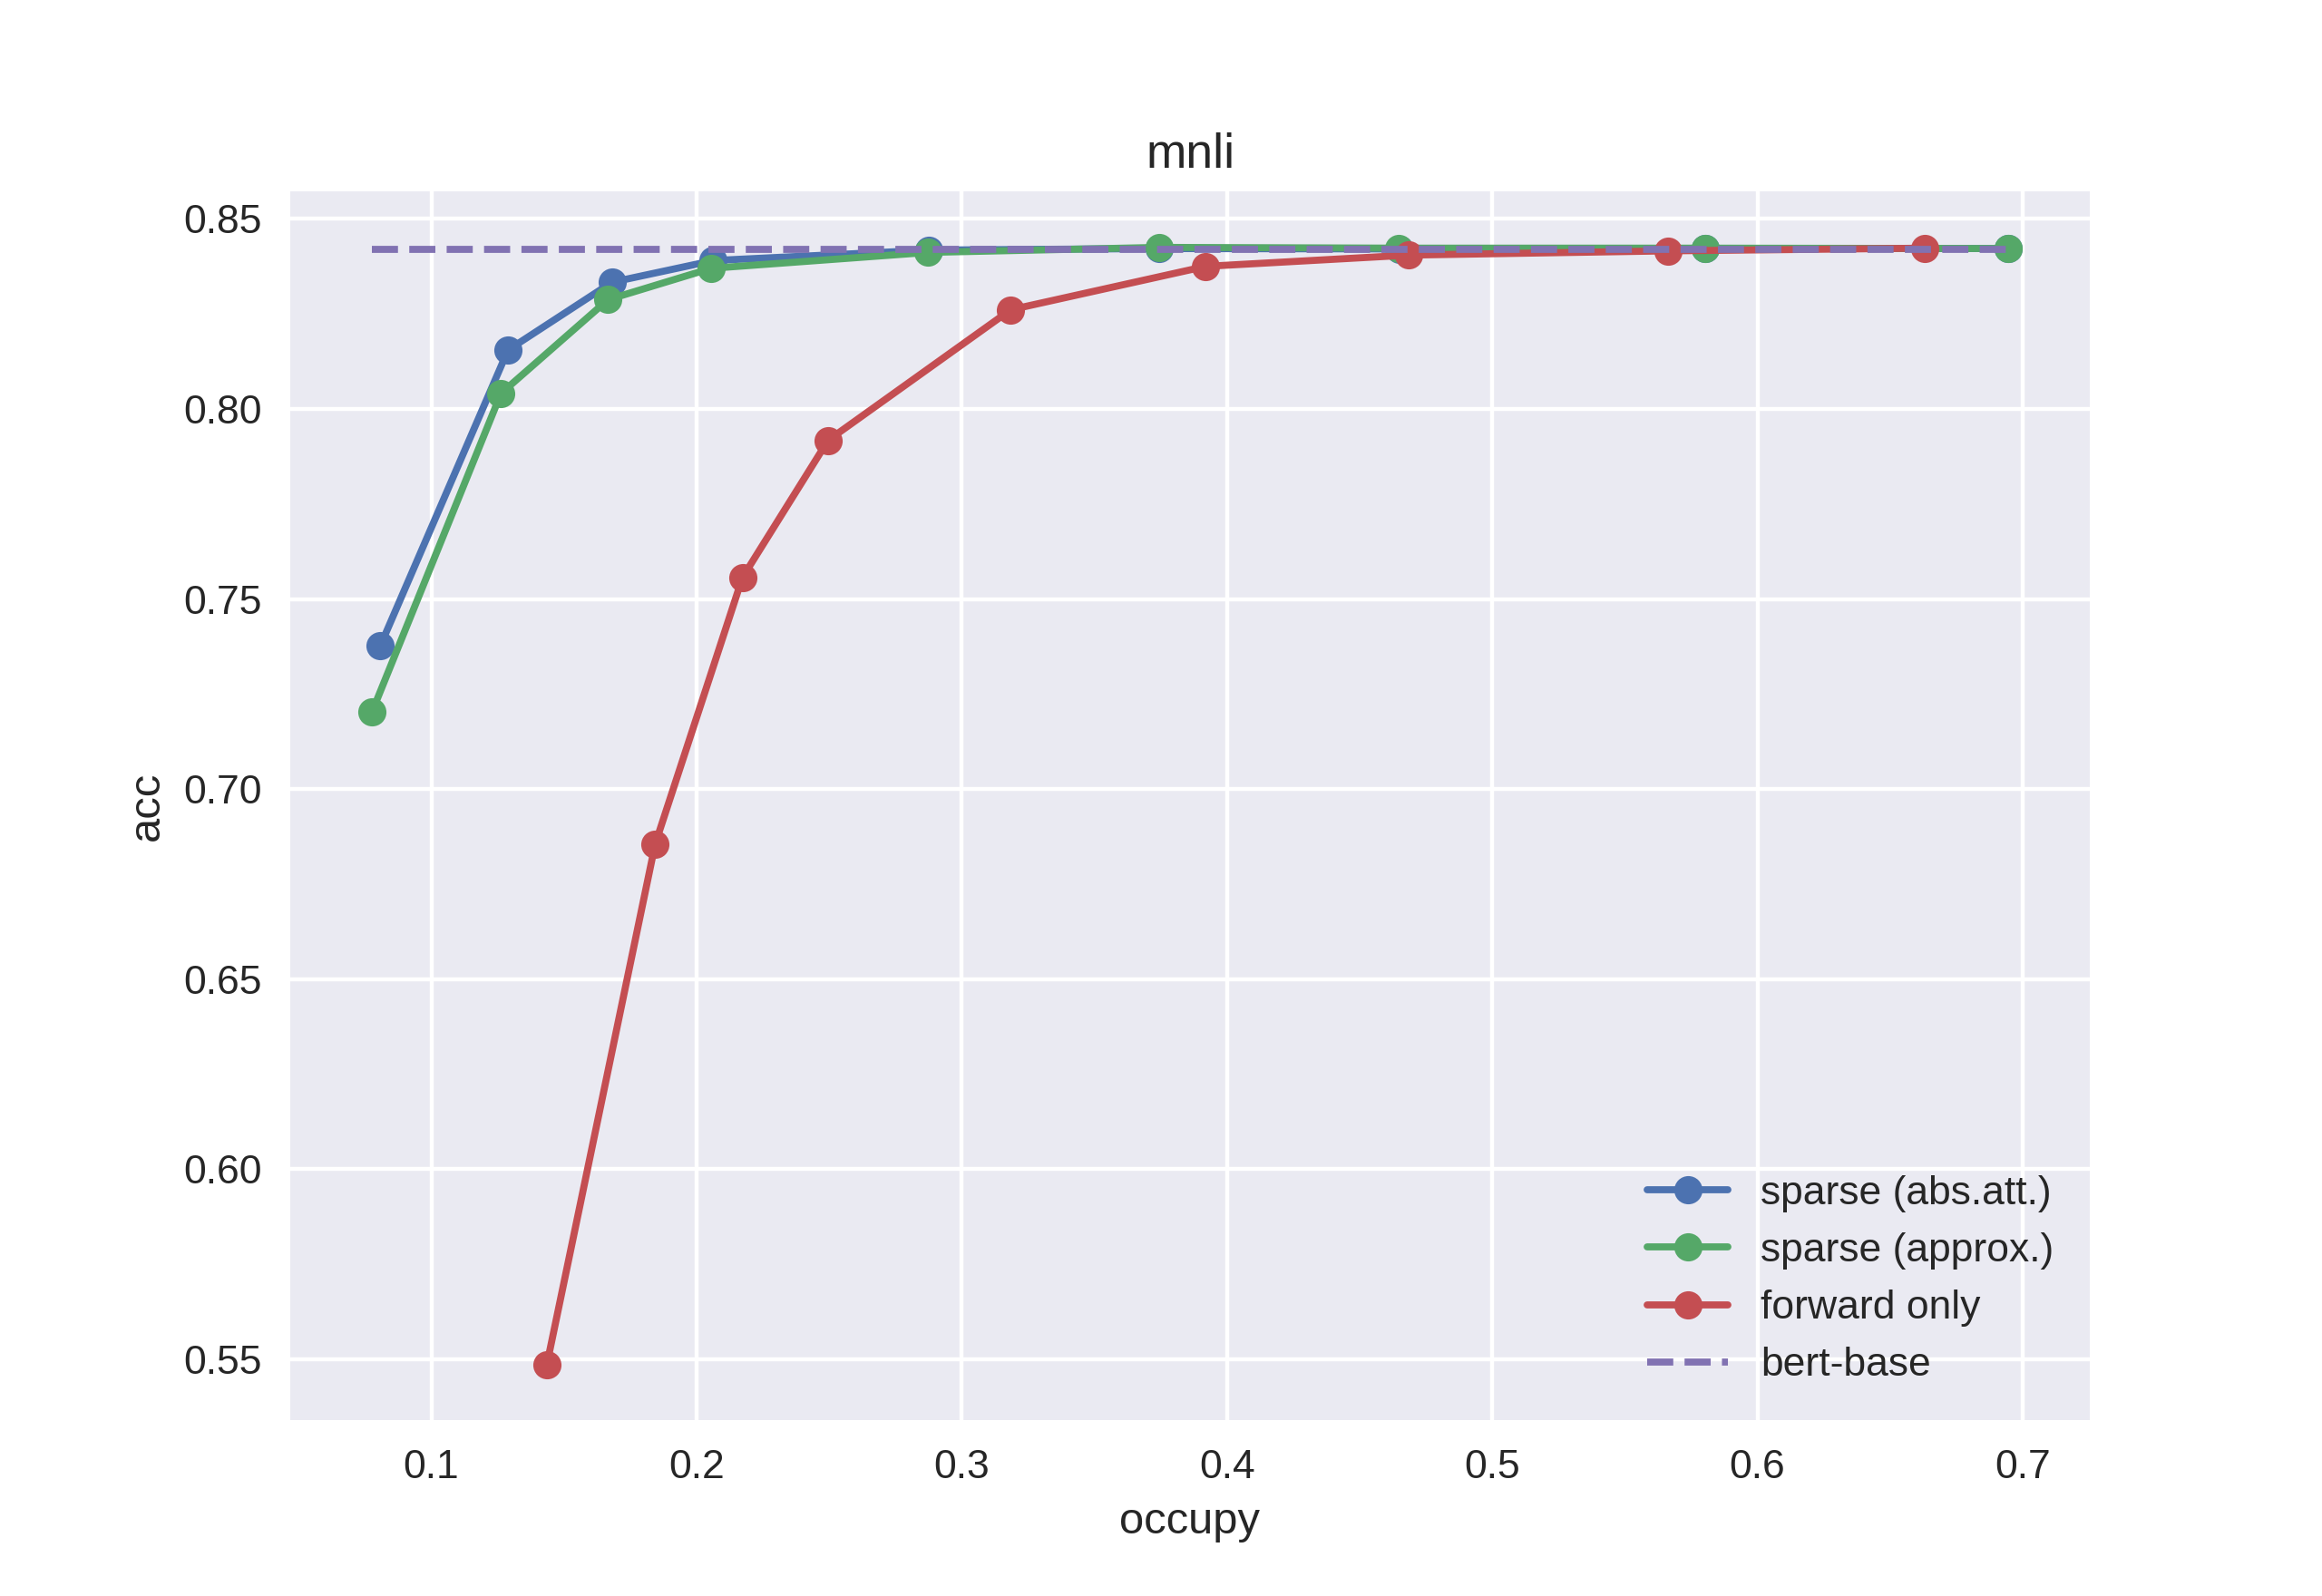 mnli
0.85
0.80
0.75
0.70
0.65
0.60
0.55
acc
sparse (abs.att.)
sparse (approx.)
forward only
bert-base
0.1 0.2 0.3 0.4 0.5 0.6 0.7
occupy